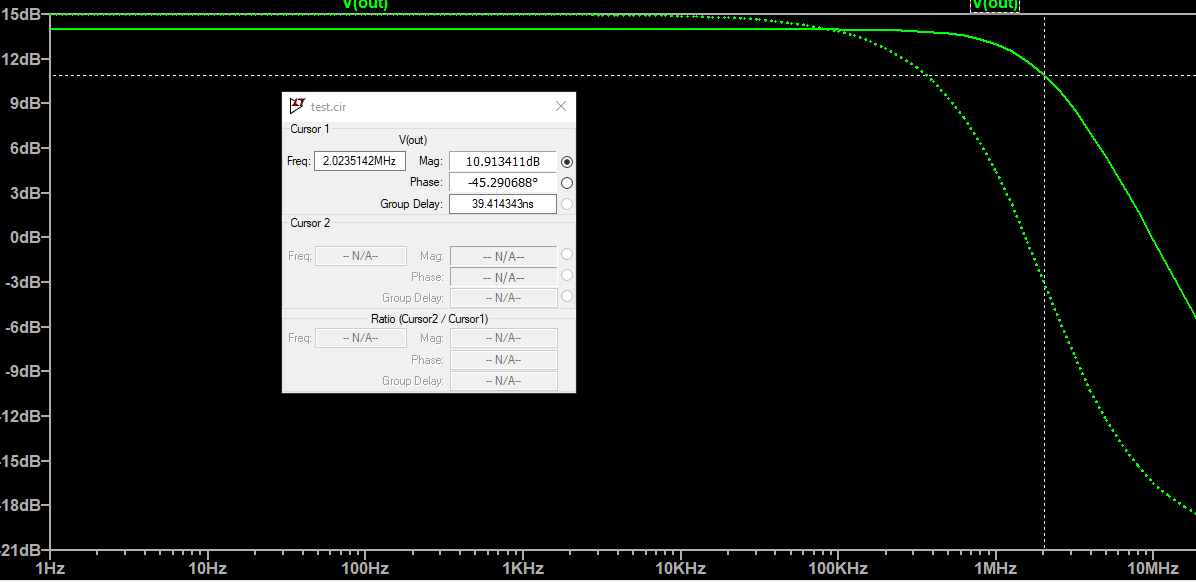 V(out)
V(out)
15dB
12dB
9dB
6dB
3dB
0dB
-3dB
-6dB
-9dB
12dB
15dB
18dB
21dB
1Hz
10Hz
100Hz
1KHz
10KHz
100KHz
1MHz
10MHz
test.cir
Cursor 1
V(out)
Freq: 2.0235142MHz Mag: 10.913411dB
Phase: -45.290688°
Group Delay: 39.414343ns
Cursor 2
Freq: -- N/A-- Mag: -- N/A--
Phase: -- N/A--
Group Delay: -- N/A--
Ratio (Cursor2 / Cursor1)
Freq: -- N/A-- Mag: -- N/A--
Phase: -- N/A--
Group Delay: -- N/A--